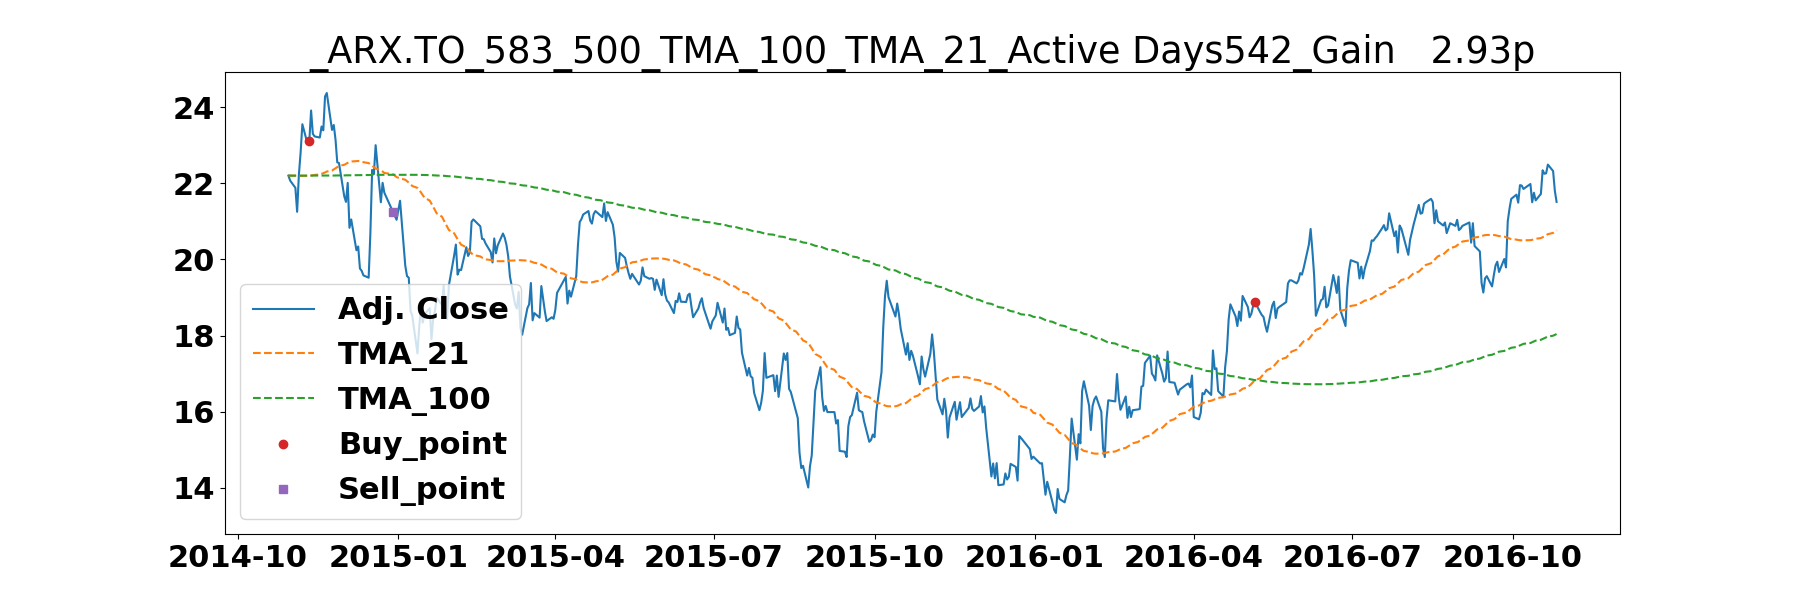 _ARX.TO_583_500_TMA_100_TMA_21_Active Days542_Gain   2.93p
24
22
20
18
16
14
Adj. Close
TMA_21
TMA_100
Buy_point
Sell_point
2014-10 2015-01 2015-04 2015-07 2015-10 2016-01 2016-04 2016-07 2016-10